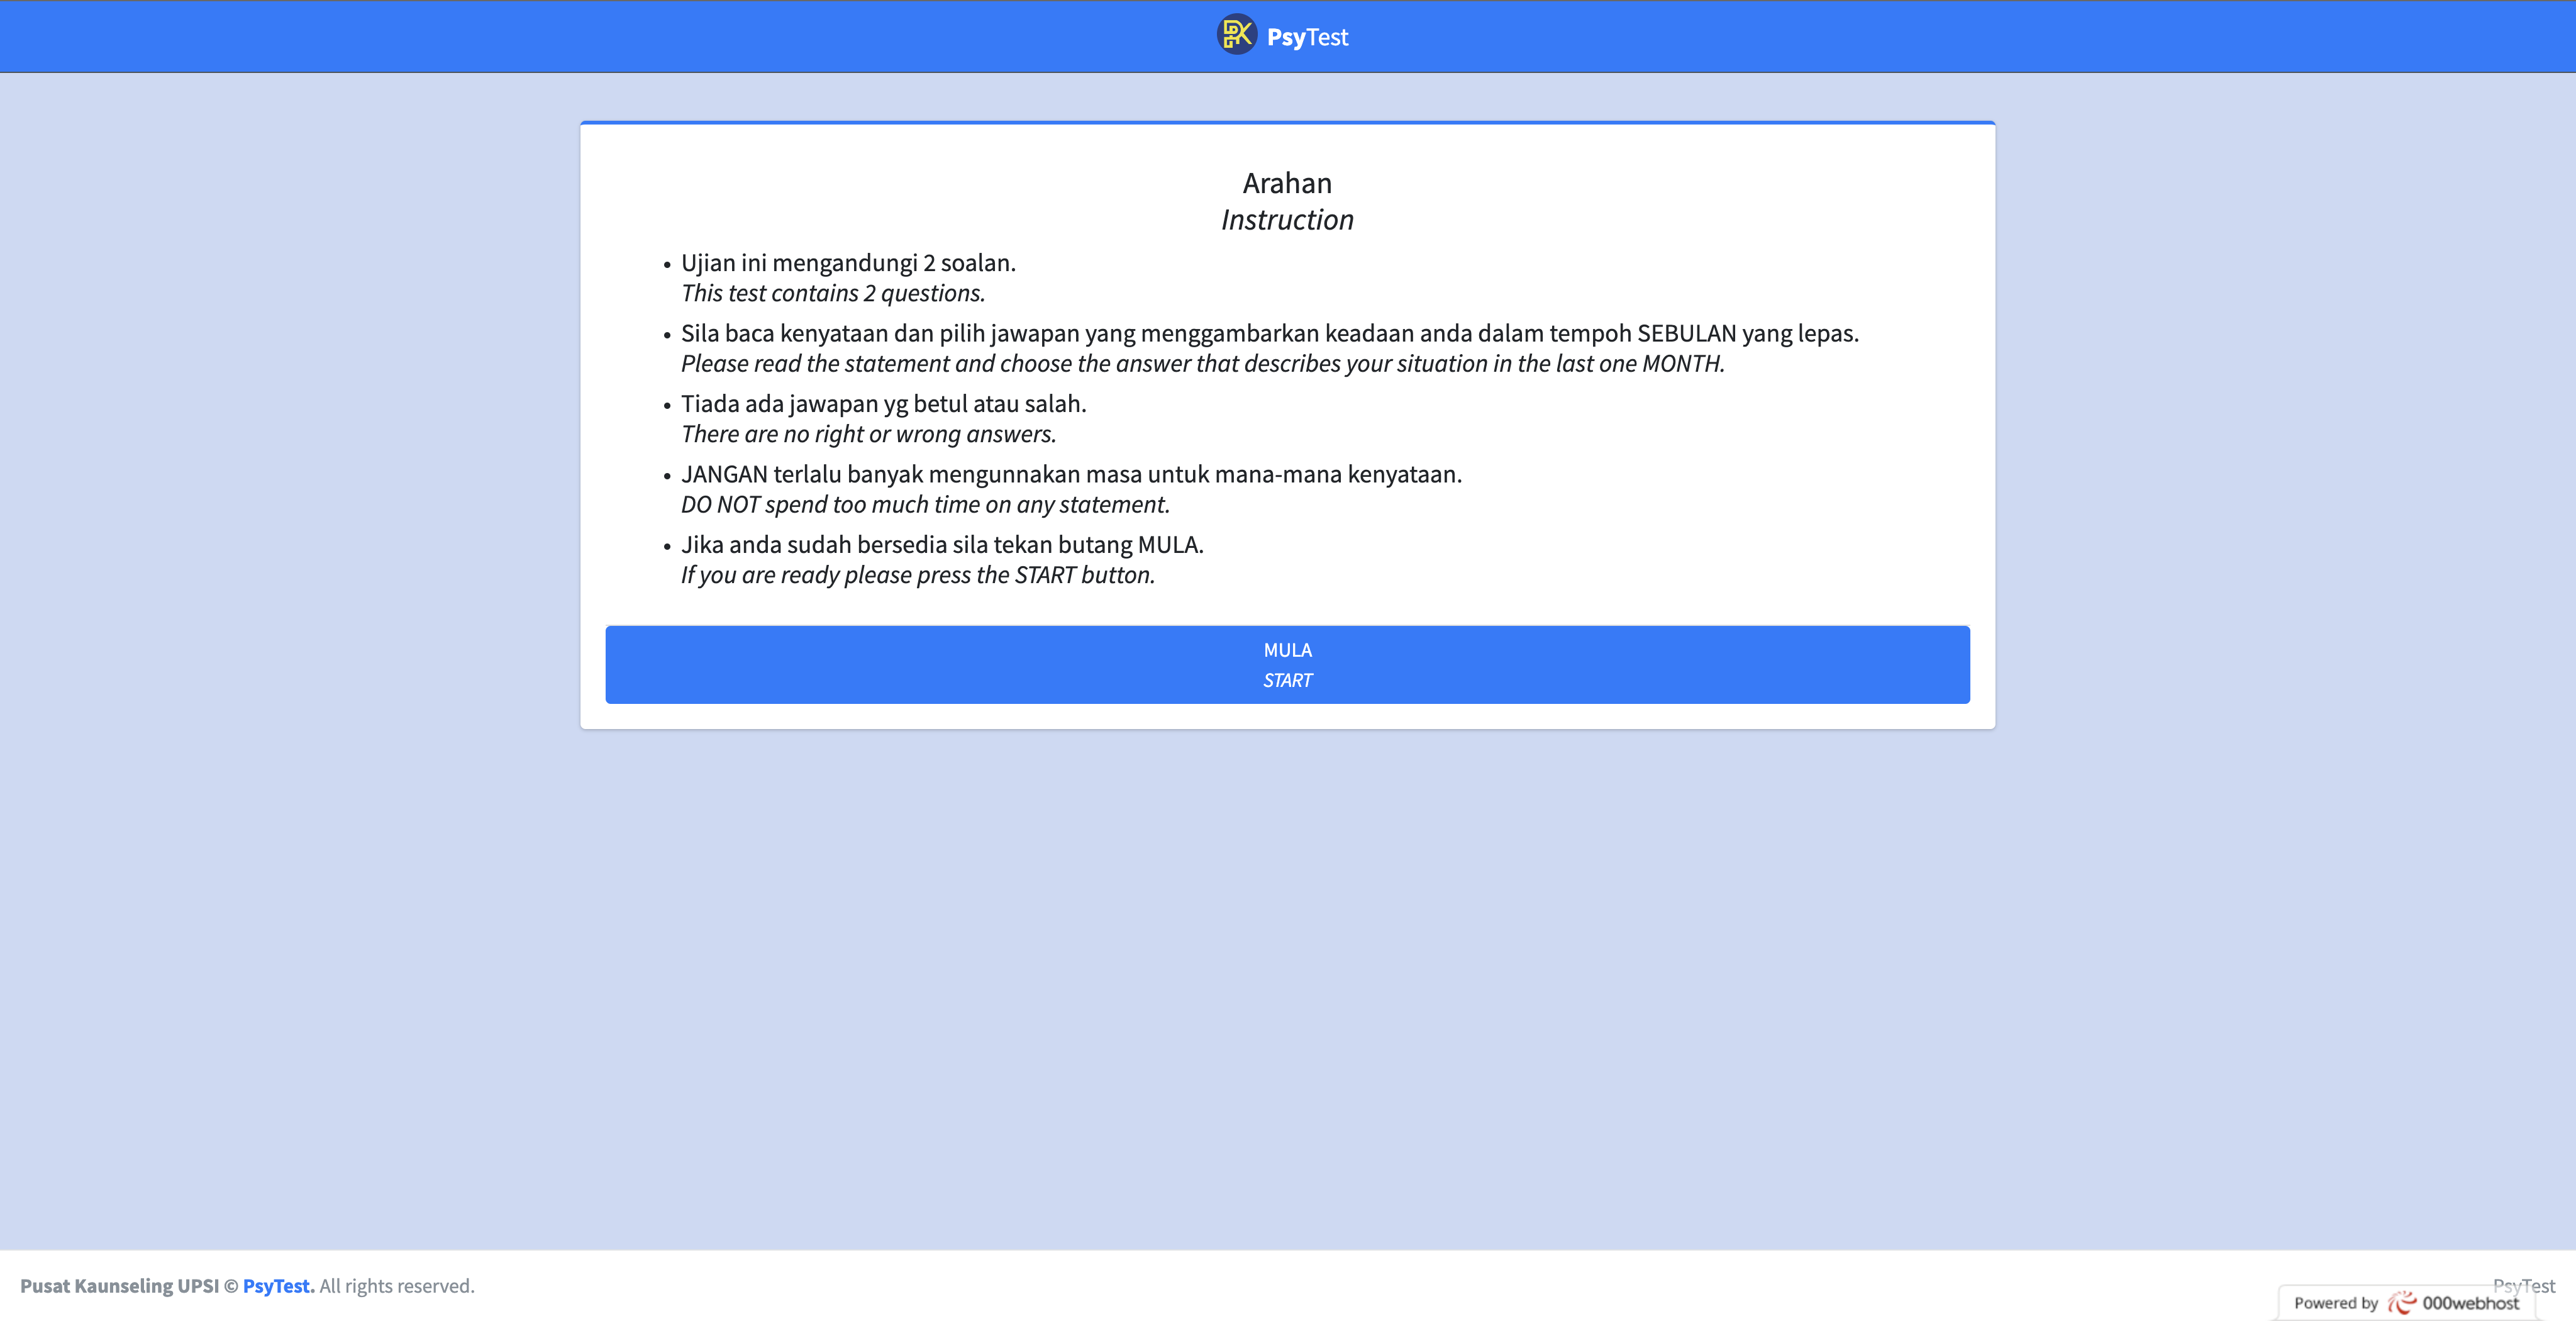 PsyTest
Arahan
Instruction
• Ujian ini mengandungi 2 soalan.
This test contains 2 questions.
• Sila baca kenyataan dan pilih jawapan yang menggambarkan keadaan anda dalam tempoh SEBULAN yang lepas.
Please read the statement and choose the answer that describes your situation in the last one MONTH.
• Tiada ada jawapan yg betul atau salah.
There are no right or wrong answers.
• JANGAN terlalu banyak mengunnakan masa untuk mana-mana kenyataan.
DO NOT spend too much time on any statement.
• Jika anda sudah bersedia sila tekan butang MULA.
If you are ready please press the START button.
MULA
START
Pusat Kaunseling UPSI © PsyTest. All rights reserved.
PsyTest
Powered by 000webhost